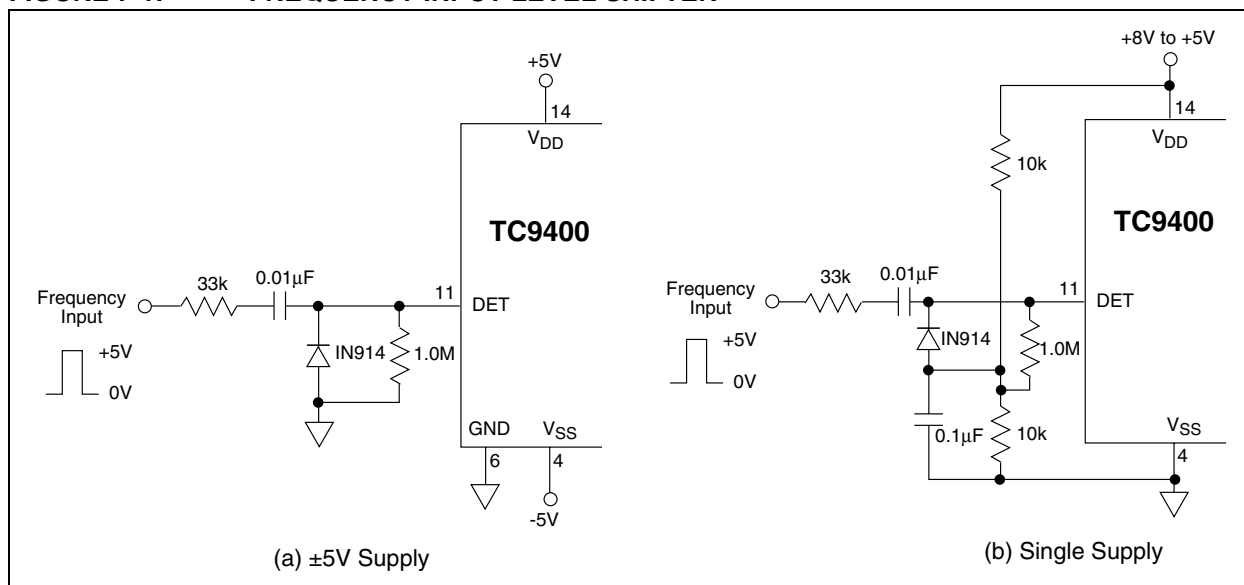 FIGURE FREQUENCY INPUT LEVEL SHIFTER
+5V
14
VDD
TC9400
33k
0.01µF
Frequency
Input
+5V
0V
11
DET
IN914
1.0M
GND
VSS
6
4
-5V
(a) ±5V Supply
+8V to +5V
14
VDD
10k
TC9400
33k
0.01µF
Frequency
Input
+5V
0V
11
DET
IN914
1.0M
0.1µF
10k
VSS
4
(b) Single Supply